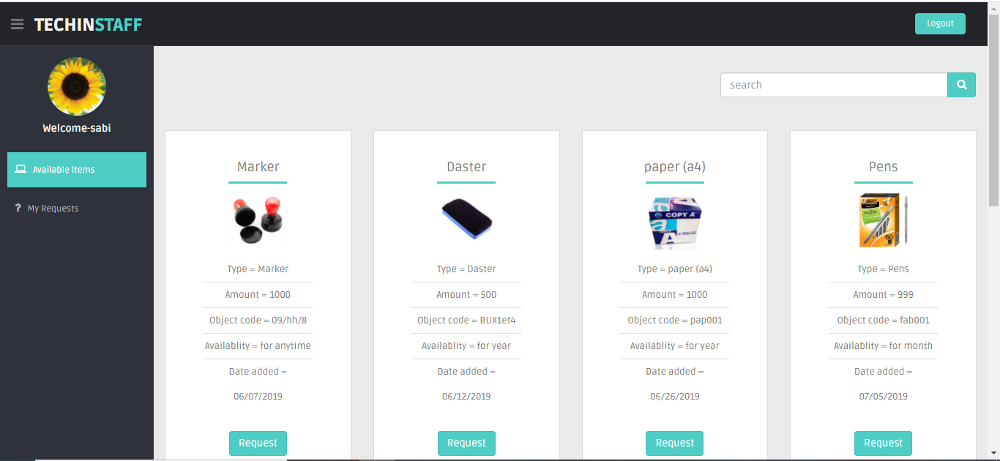 TECHINSTAFF
Logout
Welcome-sabi
Available Items
? My Requests
search
Marker
Type = Marker
Amount = 1000
Object code = 09/hh/8
Availablity = for anytime
Date added =
06/07/2019
Request
Daster
Type = Daster
Amount = 500
Object code = BUX1et4
Availablity = for year
Date added =
06/12/2019
Request
paper (a4)
COPY A
A
Type = paper (a4)
Amount = 1000
Object code = pap001
Availablity = for year
Date added =
06/26/2019
Request
Pens
BIC
60
Type = Pens
Amount = 999
Object code = fab001
Availablity = for month
Date added =
07/05/2019
Request